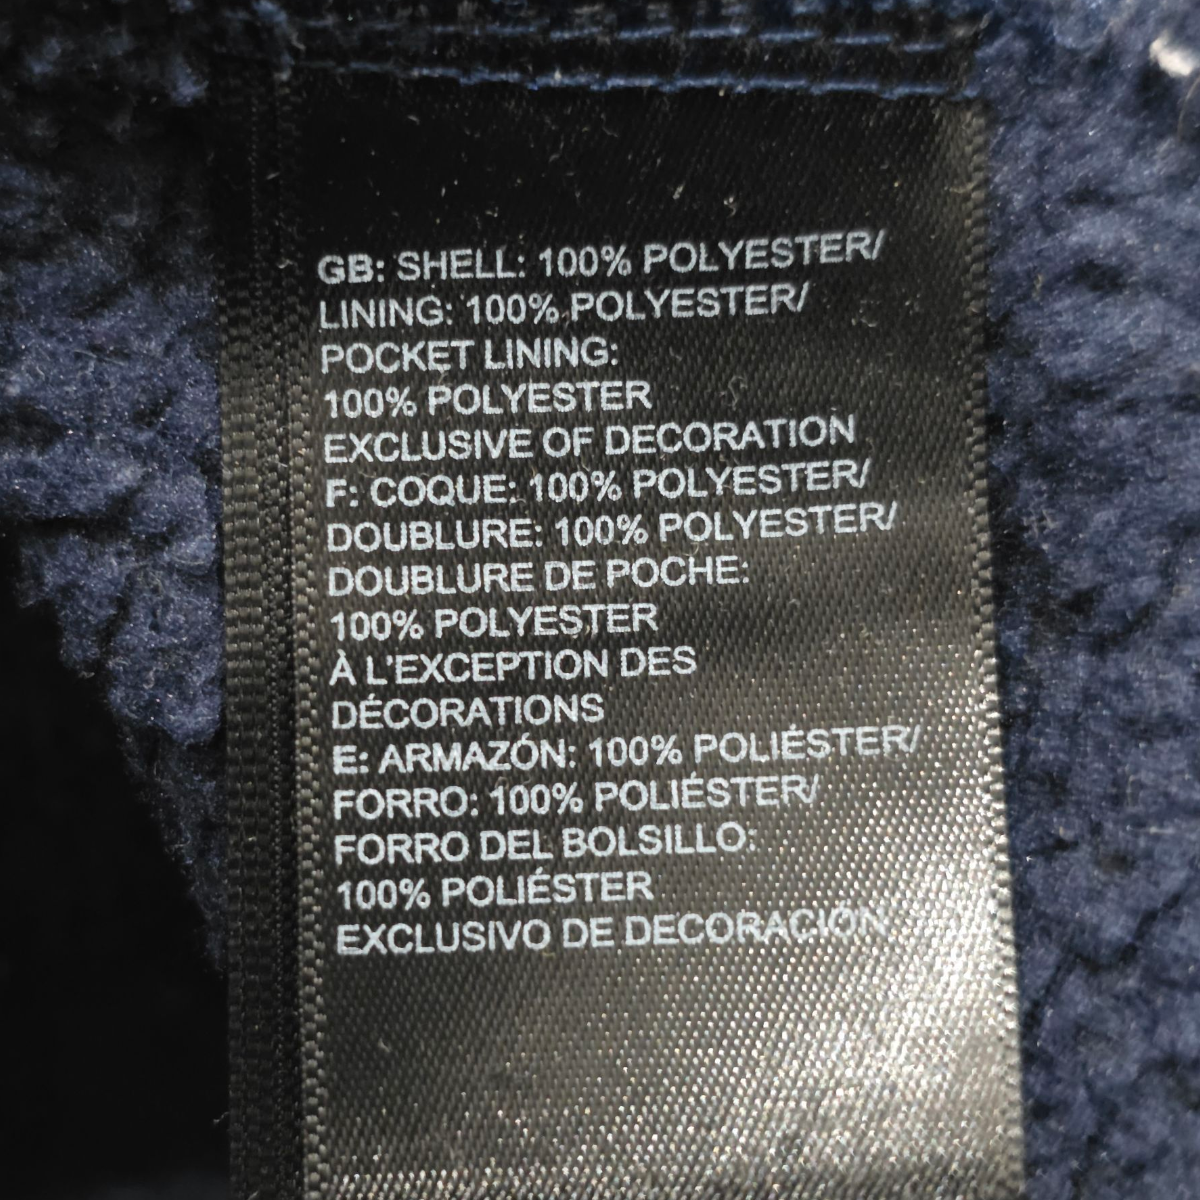 GB: SHELL: 100% POLYESTER/
LINING: 100% POLYESTER/
POCKET LINING:
100% POLYESTER
EXCLUSIVE OF DECORATION
F: COQUE: 100% POLYESTER/
DOUBLURE: 100% POLYESTER/
DOUBLURE DE POCHE:
100% POLYESTER
À L'EXCEPTION DES
DÉCORATIONS
E: ARMAZÓN: 100% POLIÉSTER/
FORRO: 100% POLIÉSTER/
FORRO DEL BOLSILLO:
100% POLIÉSTER
EXCLUSIVO DE DECORACIÓN